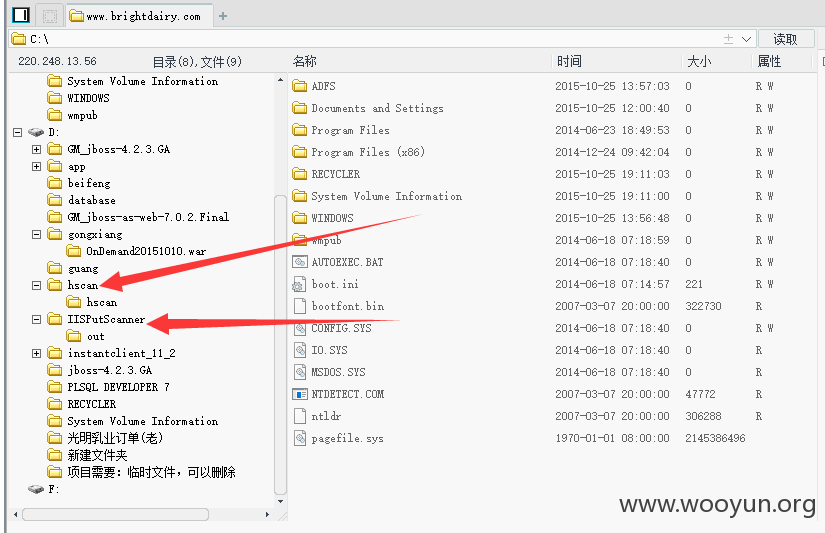 www.brightdairy.com
C:\
读取
220.248.13.56 目录(8),文件(9)
名称 时间 大小 属性
System Volume Information
WINDOWS
wmpub
D:
GM_jboss-4.2.3.GA
app
beifeng
database
GM_jboss-as-web-7.0.2.Final
gongxiang
OnDemand20151010.war
guang
hscan
hscan
IISPutScanner
out
instantclient_11_2
jboss-4.2.3.GA
PLSQL DEVELOPER 7
RECYCLER
System Volume Information
光明乳业订单(老)
新建文件夹
项目需要：临时文件，可以删除
F:
ADFS 2015-10-25 13:57:03 0 R W
Documents and Settings 2015-10-25 12:00:40 0 R W
Program Files 2014-06-23 18:49:53 0 R W
Program Files (x86) 2014-12-24 09:42:04 0 R W
RECYCLER 2015-10-25 19:11:03 0 R W
System Volume Information 2015-10-25 19:11:00 0 R W
WINDOWS 2015-10-25 13:56:48 0 R W
wmpub 2014-06-18 07:18:59 0 R W
AUTOEXEC.BAT 2014-06-18 07:18:40 0 R W
boot.ini 2014-06-18 07:14:57 221 R W
bootfont.bin 2007-03-07 20:00:00 322730 R
CONFIG.SYS 2014-06-18 07:18:40 0 R W
IO.SYS 2014-06-18 07:18:40 0 R
MSDOS.SYS 2014-06-18 07:18:40 0 R
NTDETECT.COM 2007-03-07 20:00:00 47772 R
ntldr 2007-03-07 20:00:00 306288 R
pagefile.sys 1970-01-01 08:00:00 2145386496
www.wooyun.org